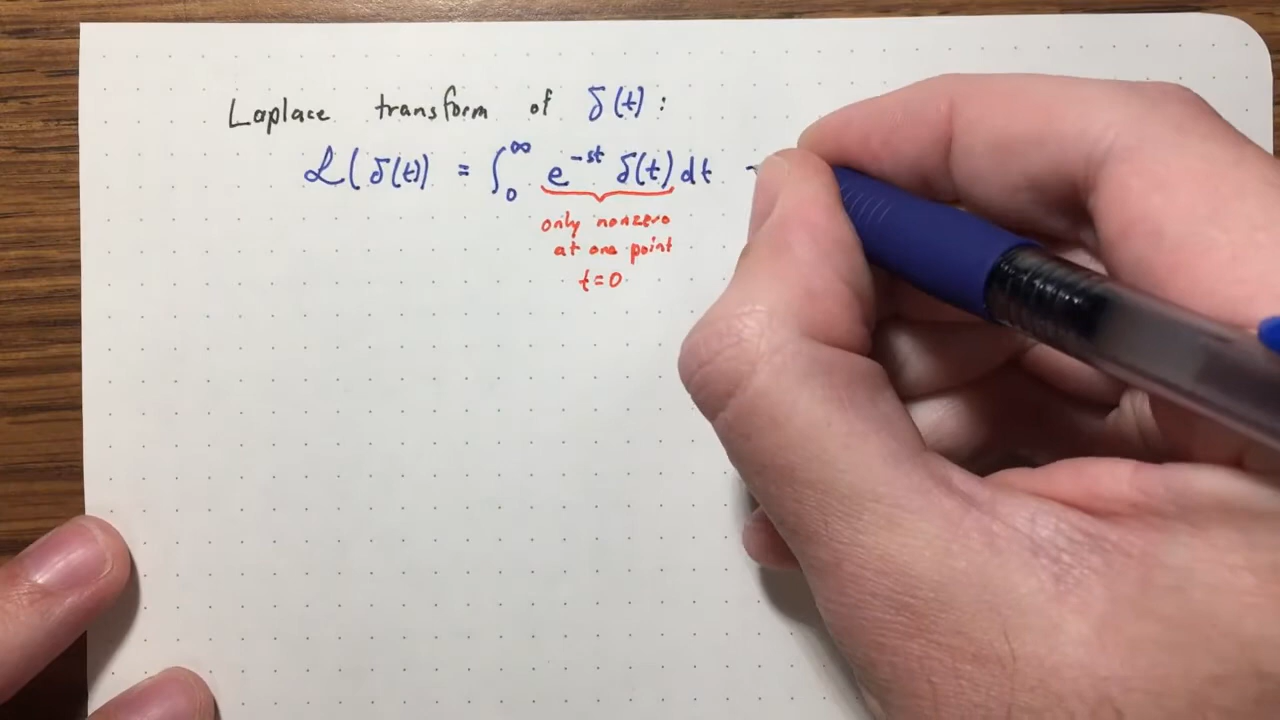 Laplace transform of δ(t):
ℒ(δ(t)) = ∫₀^∞ e^{-st} δ(t) dt
only nonzero
at one point
t=0